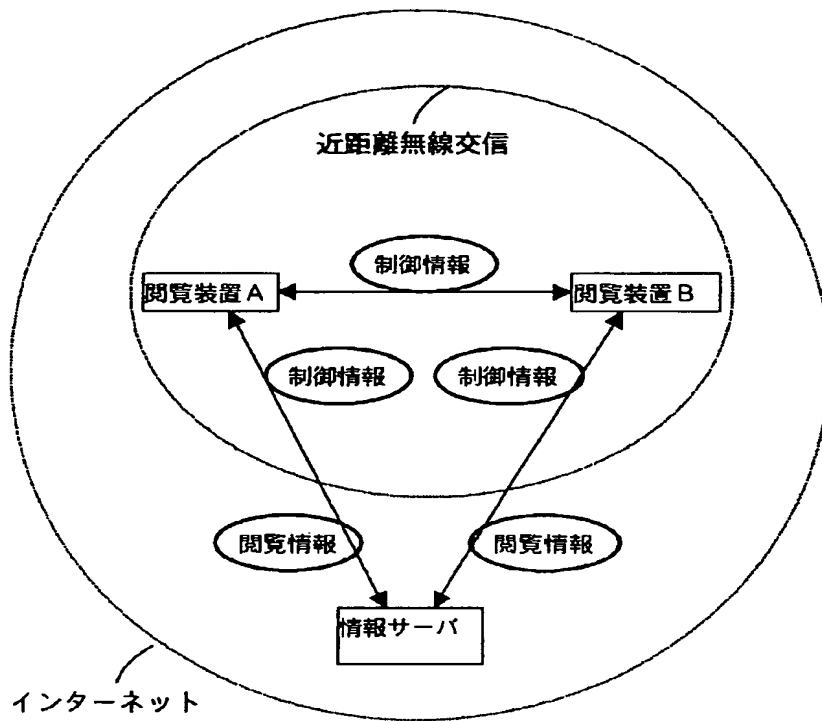 近距離無線交信
制御情報
閲覧装置A
閲覧装置B
制御情報
制御情報
閲覧情報
閲覧情報
情報サーバ
インターネット